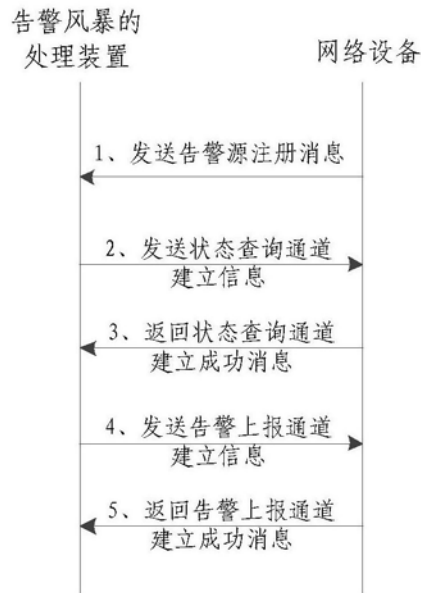 告警风暴的
处理装置
网络设备
1、发送告警源注册消息
2、发送状态查询通道
建立信息
3、返回状态查询通道
建立成功消息
4、发送告警上报通道
建立信息
5、返回告警上报通道
建立成功消息